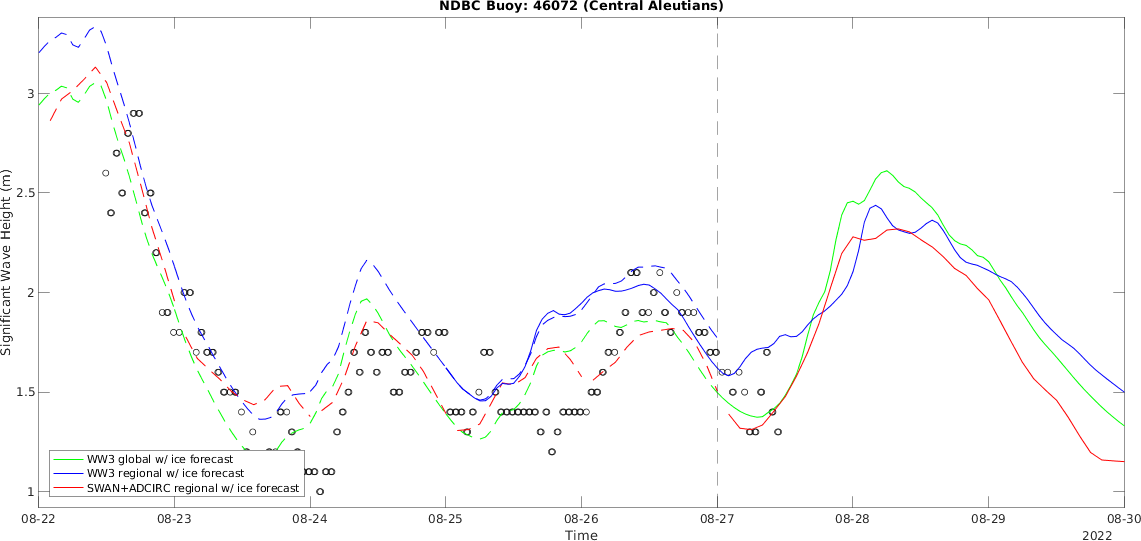 NDBC Buoy: 46072 (Central Aleutians)
Significant Wave Height (m)
3
2.5
2
1.5
1
WW3 global w/ ice forecast
WW3 regional w/ ice forecast
SWAN+ADCIRC regional w/ ice forecast
08-22 08-23 08-24 08-25 08-26 08-27 08-28 08-29 08-30
Time
2022